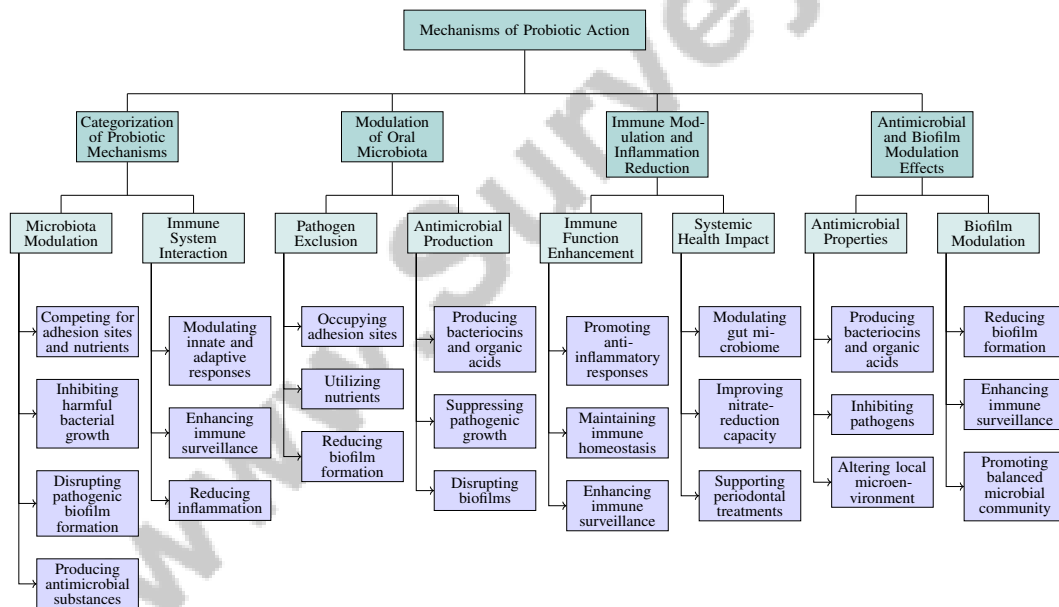 Mechanisms of Probiotic Action
Categorization
of Probiotic
Mechanisms
Modulation
of Oral
Microbiota
Immune Mod-
ulation and
Inflammation
Reduction
Antimicrobial
and Biofilm
Modulation
Effects
Microbiota
Modulation
Immune
System
Interaction
Pathogen
Exclusion
Antimicrobial
Production
Immune
Function
Enhancement
Systemic
Health Impact
Antimicrobial
Properties
Biofilm
Modulation
Competing for
adhesion sites
and nutrients
Inhibiting
harmful
bacterial
growth
Disrupting
pathogenic
biofilm
formation
Producing
antimicrobial
substances
Modulating
innate and
adaptive
responses
Enhancing
immune
surveillance
Reducing
inflammation
Occupying
adhesion sites
Utilizing
nutrients
Reducing
biofilm
formation
Producing
bacteriocins
and organic
acids
Suppressing
pathogenic
growth
Disrupting
biofilms
Promoting
anti-
inflammatory
responses
Maintaining
immune
homeostasis
Enhancing
immune
surveillance
Modulating
gut mi-
crobiome
Improving
nitrate-
reduction
capacity
Supporting
periodontal
treatments
Producing
bacteriocins
and organic
acids
Inhibiting
pathogens
Altering local
microen-
vironment
Reducing
biofilm
formation
Enhancing
immune
surveillance
Promoting
balanced
microbial
community
www.Survey